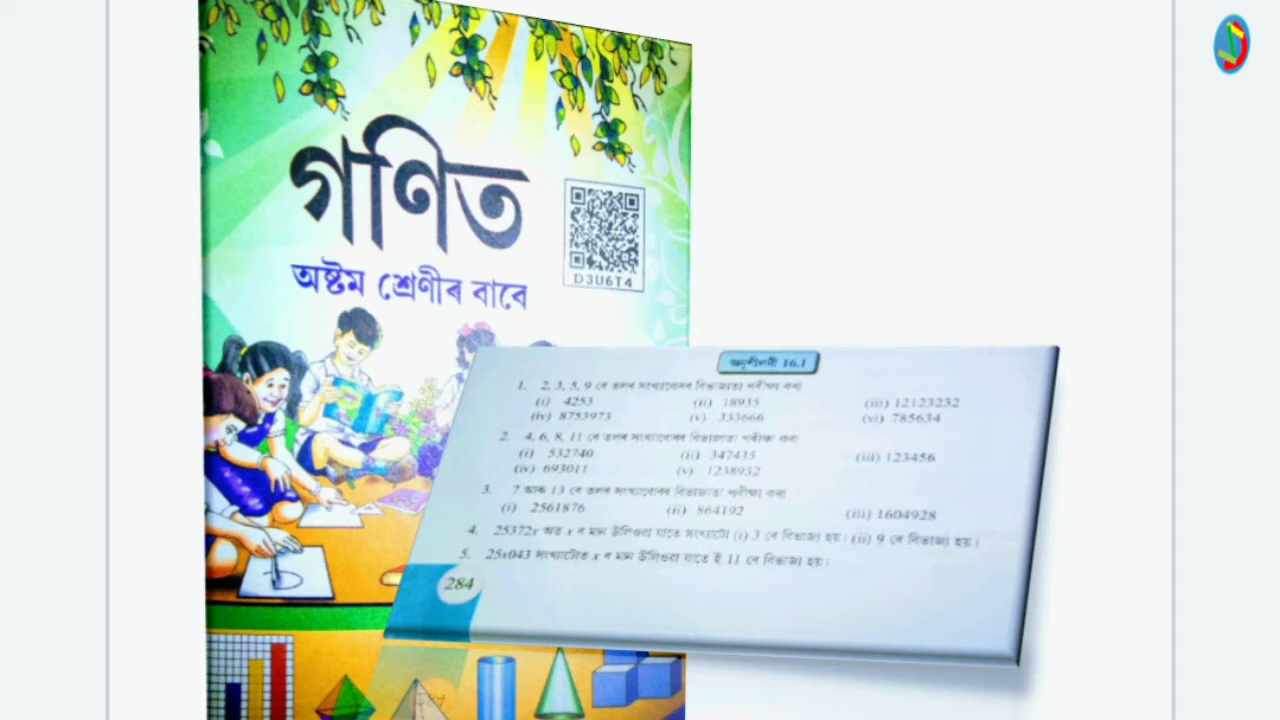 গণিত
অষ্টম শ্ৰেণীৰ বাবে
D3U6T4
অনুশীলনী 16.1
1. 2, 3, 5, 9 ৰে তলৰ সংখ্যাবোৰৰ বিভাজ্যতা পৰীক্ষা কৰা
(i) 4253 (ii) 18935 (iii) 12123232
(iv) 8753973 (v) 333666 (vi) 785634
2. 4, 6, 8, 11 ৰে তলৰ সংখ্যাবোৰৰ বিভাজ্যতা পৰীক্ষা কৰা
(i) 532740 (ii) 347435 (iii) 123456
(iv) 693011 (v) 1238932
3. 7 আৰু 13 ৰে তলৰ সংখ্যাবোৰৰ বিভাজ্যতা পৰীক্ষা কৰা
(i) 2561876 (ii) 864192 (iii) 1604928
4. 25372x অত x ৰ মান উলিওৱা যাতে সংখ্যাটো (i) 3 ৰে বিভাজ্য হয়। (ii) 9 ৰে বিভাজ্য হয়।
5. 25x043 সংখ্যাটোত x ৰ মান উলিওৱা যাতে ই 11 ৰে বিভাজ্য হয়।
284